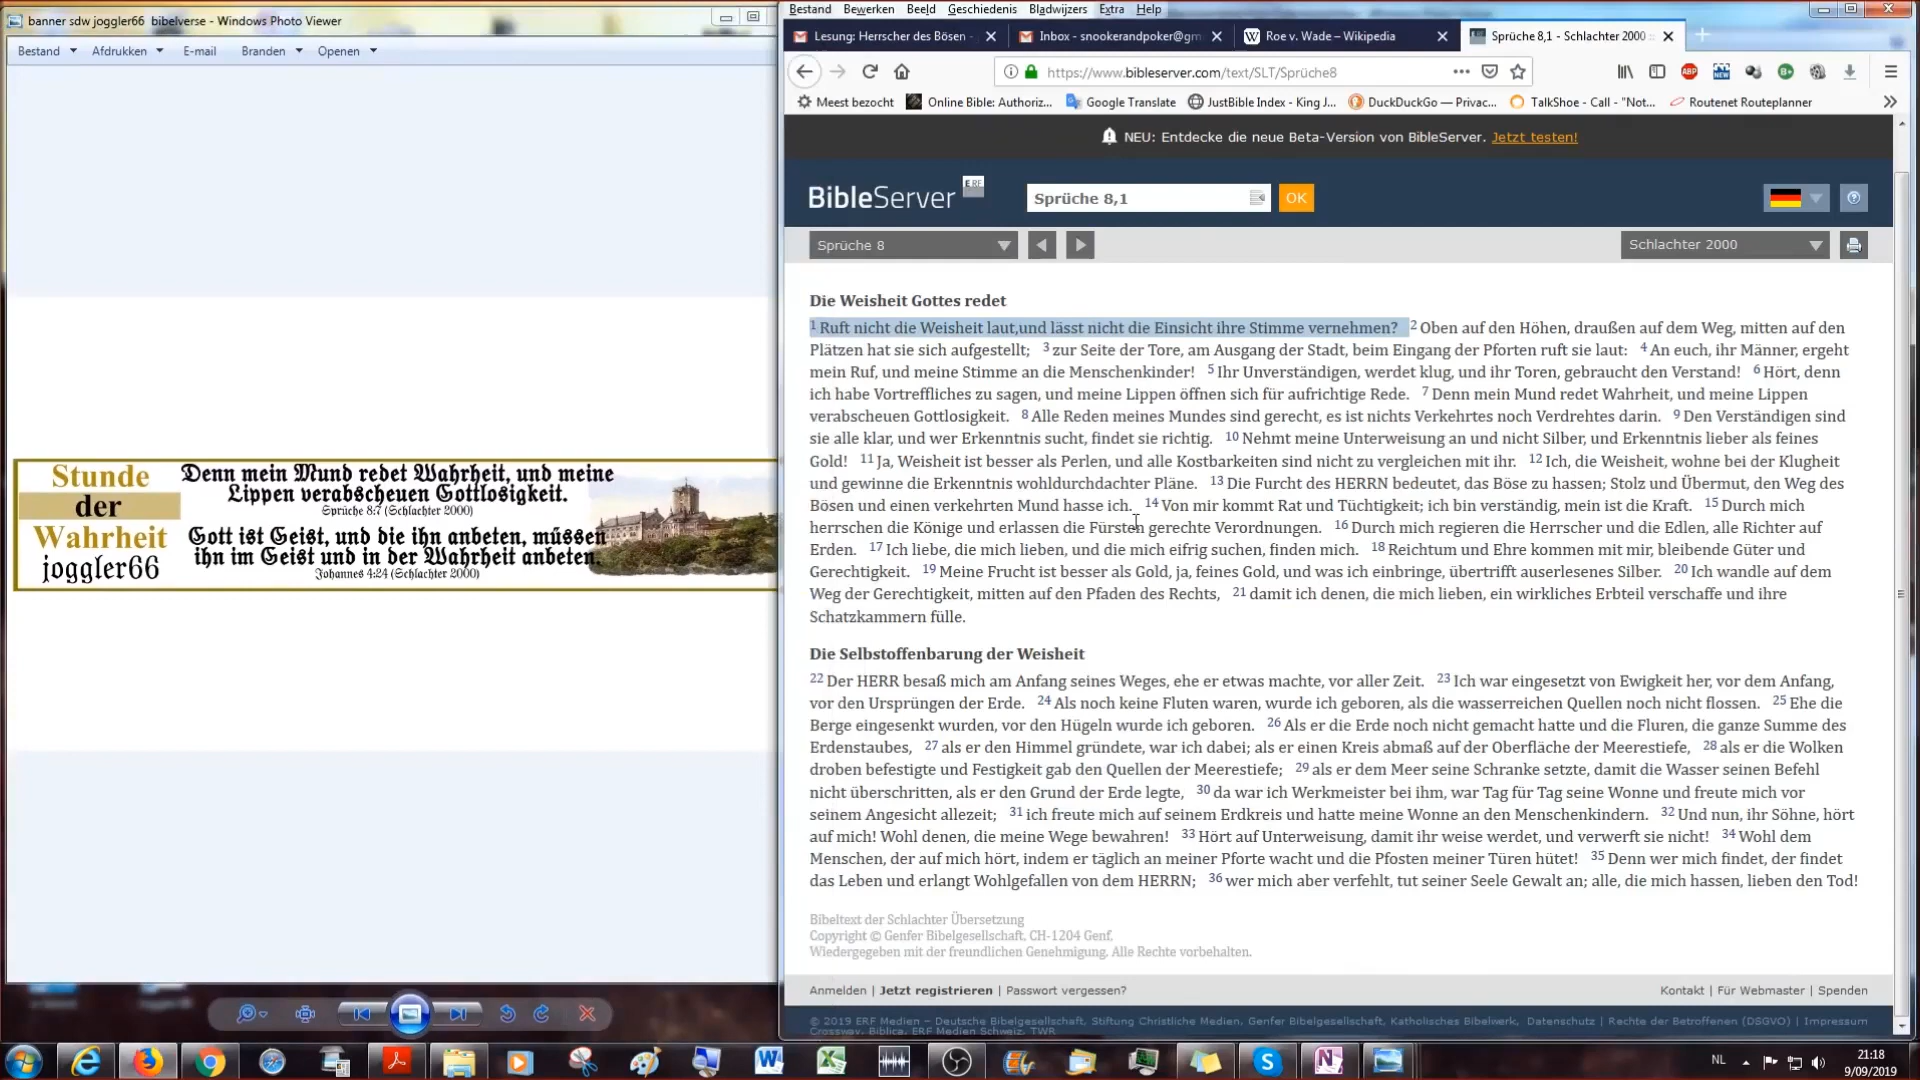 banner sdw joggler66 bibelverse - Windows Photo Viewer
Bestand Afdrukken E-mail Branden Openen
Stunde
der
Wahrheit
joggler66
Denn mein Mund redet Wahrheit, und meine
Lippen verabscheuen Gottlosigkeit.
Sprüche 8:7 (Schlachter 2000)
Gott ist Geist, und die ihn anbeten, müssen
ihn im Geist und in der Wahrheit anbeten.
Johannes 4:24 (Schlachter 2000)
Bestand Bewerken Beeld Geschiedenis Bladwijzers Extra Help
Lesung: Herrscher des Bösen - Inbox - snookerandpoker@gm Roe v. Wade – Wikipedia Sprüche 8,1 - Schlachter 2000
https://www.bibleserver.com/text/SLT/Sprüche8
Meest bezocht Online Bible: Authoriz... Google Translate JustBible Index - King J... DuckDuckGo — Privac... TalkShoe - Call - "Not... Routenet Routeplanner
NEU: Entdecke die neue Beta-Version von BibleServer. Jetzt testen!
BibleServer ERF Sprüche 8,1 OK
Sprüche 8 Schlachter 2000
Die Weisheit Gottes redet
1 Ruft nicht die Weisheit laut,und lässt nicht die Einsicht ihre Stimme vernehmen? 2 Oben auf den Höhen, draußen auf dem Weg, mitten auf den
Plätzen hat sie sich aufgestellt; 3 zur Seite der Tore, am Ausgang der Stadt, beim Eingang der Pforten ruft sie laut: 4 An euch, ihr Männer, ergeht
mein Ruf, und meine Stimme an die Menschenkinder! 5 Ihr Unverständigen, werdet klug, und ihr Toren, gebraucht den Verstand! 6 Hört, denn
ich habe Vortreffliches zu sagen, und meine Lippen öffnen sich für aufrichtige Rede. 7 Denn mein Mund redet Wahrheit, und meine Lippen
verabscheuen Gottlosigkeit. 8 Alle Reden meines Mundes sind gerecht, es ist nichts Verkehrtes noch Verdrehtes darin. 9 Den Verständigen sind
sie alle klar, und wer Erkenntnis sucht, findet sie richtig. 10 Nehmt meine Unterweisung an und nicht Silber, und Erkenntnis lieber als feines
Gold! 11 Ja, Weisheit ist besser als Perlen, und alle Kostbarkeiten sind nicht zu vergleichen mit ihr. 12 Ich, die Weisheit, wohne bei der Klugheit
und gewinne die Erkenntnis wohldurchdachter Pläne. 13 Die Furcht des HERRN bedeutet, das Böse zu hassen; Stolz und Übermut, den Weg des
Bösen und einen verkehrten Mund hasse ich. 14 Von mir kommt Rat und Tüchtigkeit; ich bin verständig, mein ist die Kraft. 15 Durch mich
herrschen die Könige und erlassen die Fürsten gerechte Verordnungen. 16 Durch mich regieren die Herrscher und die Edlen, alle Richter auf
Erden. 17 Ich liebe, die mich lieben, und die mich eifrig suchen, finden mich. 18 Reichtum und Ehre kommen mit mir, bleibende Güter und
Gerechtigkeit. 19 Meine Frucht ist besser als Gold, ja, feines Gold, und was ich einbringe, übertrifft auserlesenes Silber. 20 Ich wandle auf dem
Weg der Gerechtigkeit, mitten auf den Pfaden des Rechts, 21 damit ich denen, die mich lieben, ein wirkliches Erbteil verschaffe und ihre
Schatzkammern fülle.
Die Selbstoffenbarung der Weisheit
22 Der HERR besaß mich am Anfang seines Weges, ehe er etwas machte, vor aller Zeit. 23 Ich war eingesetzt von Ewigkeit her, vor dem Anfang,
vor den Ursprüngen der Erde. 24 Als noch keine Fluten waren, wurde ich geboren, als die wasserreichen Quellen noch nicht flossen. 25 Ehe die
Berge eingesenkt wurden, vor den Hügeln wurde ich geboren. 26 Als er die Erde noch nicht gemacht hatte und die Fluren, die ganze Summe des
Erdenstaubes, 27 als er den Himmel gründete, war ich dabei; als er einen Kreis abmaß auf der Oberfläche der Meerestiefe, 28 als er die Wolken
droben befestigte und Festigkeit gab den Quellen der Meerestiefe; 29 als er dem Meer seine Schranke setzte, damit die Wasser seinen Befehl
nicht überschritten, als er den Grund der Erde legte, 30 da war ich Werkmeister bei ihm, war Tag für Tag seine Wonne und freute mich vor
seinem Angesicht allezeit; 31 ich freute mich auf seinem Erdkreis und hatte meine Wonne an den Menschenkindern. 32 Und nun, ihr Söhne, hört
auf mich! Wohl denen, die meine Wege bewahren! 33 Hört auf Unterweisung, damit ihr weise werdet, und verwerft sie nicht! 34 Wohl dem
Menschen, der auf mich hört, indem er täglich an meiner Pforte wacht und die Pfosten meiner Türen hütet! 35 Denn wer mich findet, der findet
das Leben und erlangt Wohlgefallen von dem HERRN; 36 wer mich aber verfehlt, tut seiner Seele Gewalt an; alle, die mich hassen, lieben den Tod!
Bibeltext der Schlachter Übersetzung
Copyright © Genfer Bibelgesellschaft, CH-1204 Genf.
Wiedergegeben mit der freundlichen Genehmigung. Alle Rechte vorbehalten.
Anmelden | Jetzt registrieren | Passwort vergessen? Kontakt | Für Webmaster | Spenden
© 2019 ERF Medien – Deutsche Bibelgesellschaft, Stiftung Christliche Medien, Genfer Bibelgesellschaft, Katholisches Bibelwerk, Datenschutz | Rechte der Betroffenen (DSGVO) | Impressum
Crossway, Biblica, ERF Medien Schweiz, TWR
NL 21:18
9/09/2019